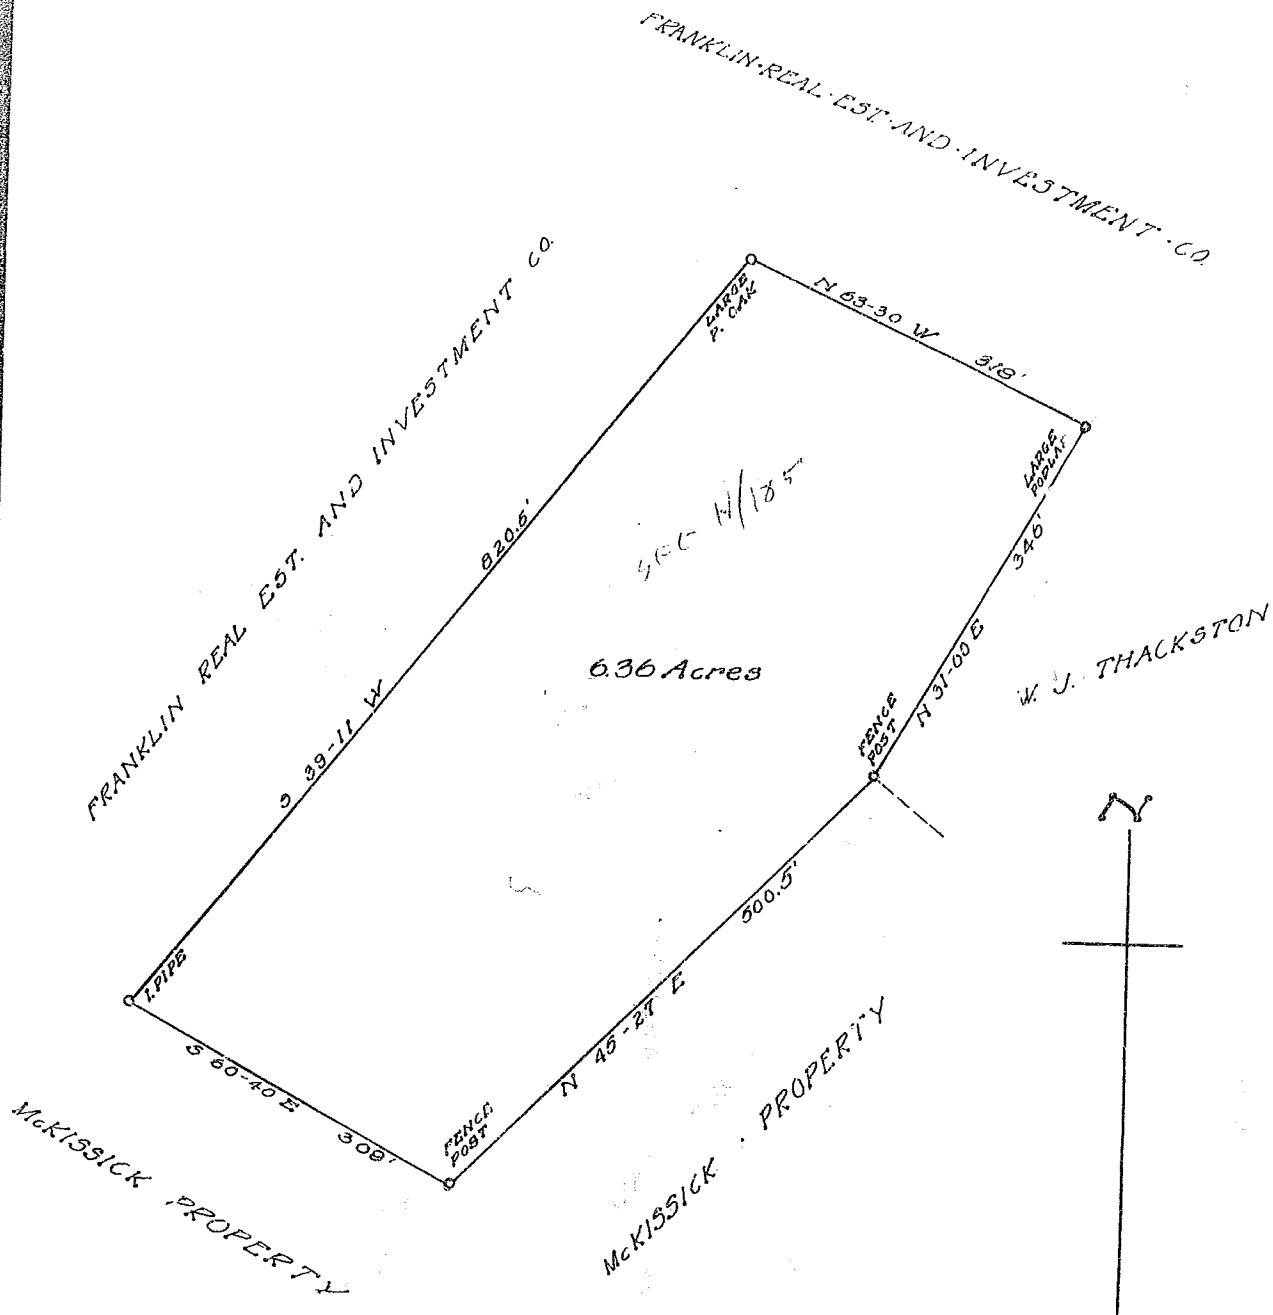 FRANKLIN·REAL·EST·AND·INVESTMENT·CO.
FRANKLIN REAL EST. AND INVESTMENT CO.
LARGE
P. OAK
N 63-30 W 318'
LARGE
POPLAR
346'
N 31-00 E
820.5'
S 39-11 W
H/185
6.36 Acres
W. J. THACKSTON
FENCE
POST
N
500.5'
N 45-27 E
I.PIPE
S 60-40 E 308'
FENCE
POST
McKISSICK PROPERTY
McKISSICK · PROPERTY